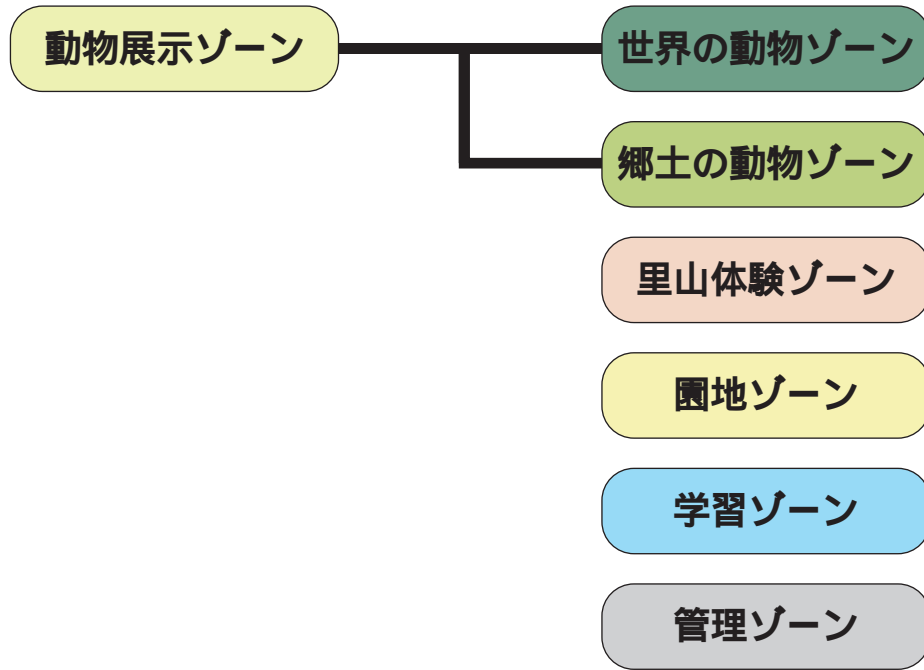 動物展示ゾーン
世界の動物ゾーン
郷土の動物ゾーン
里山体験ゾーン
園地ゾーン
学習ゾーン
管理ゾーン